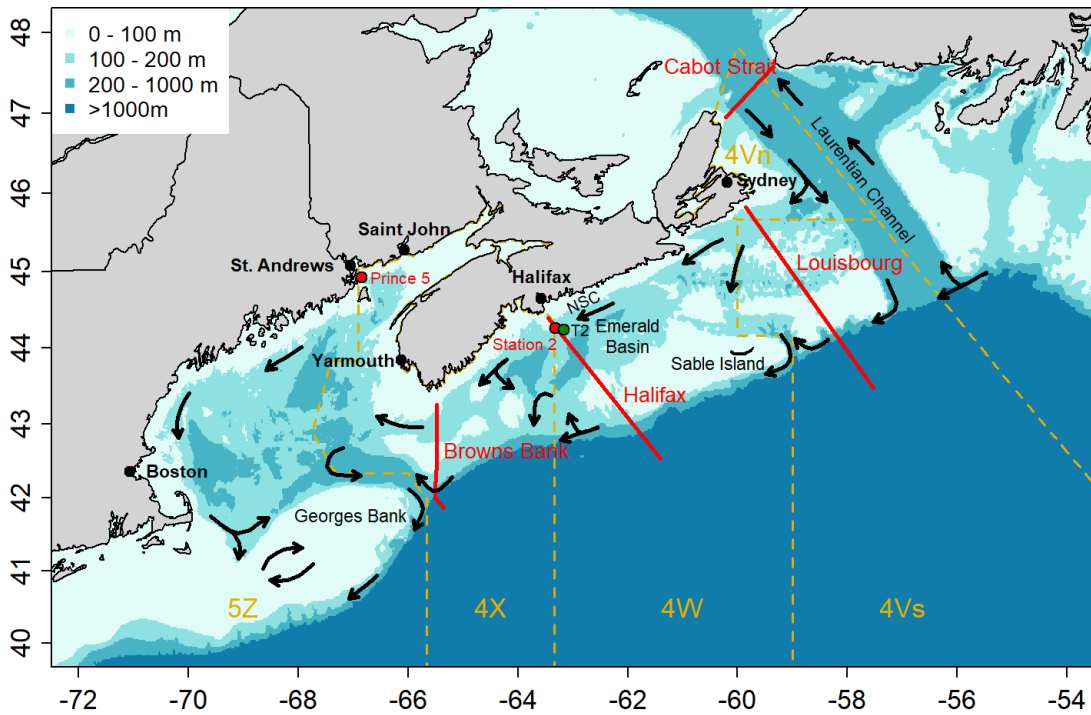 0 - 100 m
100 - 200 m
200 - 1000 m
>1000m
Cabot Strait
Laurentian Channel
4Vn
Sydney
Saint John
St. Andrews
Prince 5
Louisbourg
Halifax
NSC
T2
Emerald
Basin
Station 2
Yarmouth
Sable Island
Halifax
Browns Bank
Boston
Georges Bank
5Z
4X
4W
4Vs
48
47
46
45
44
43
42
41
40
-72
-70
-68
-66
-64
-62
-60
-58
-56
-54